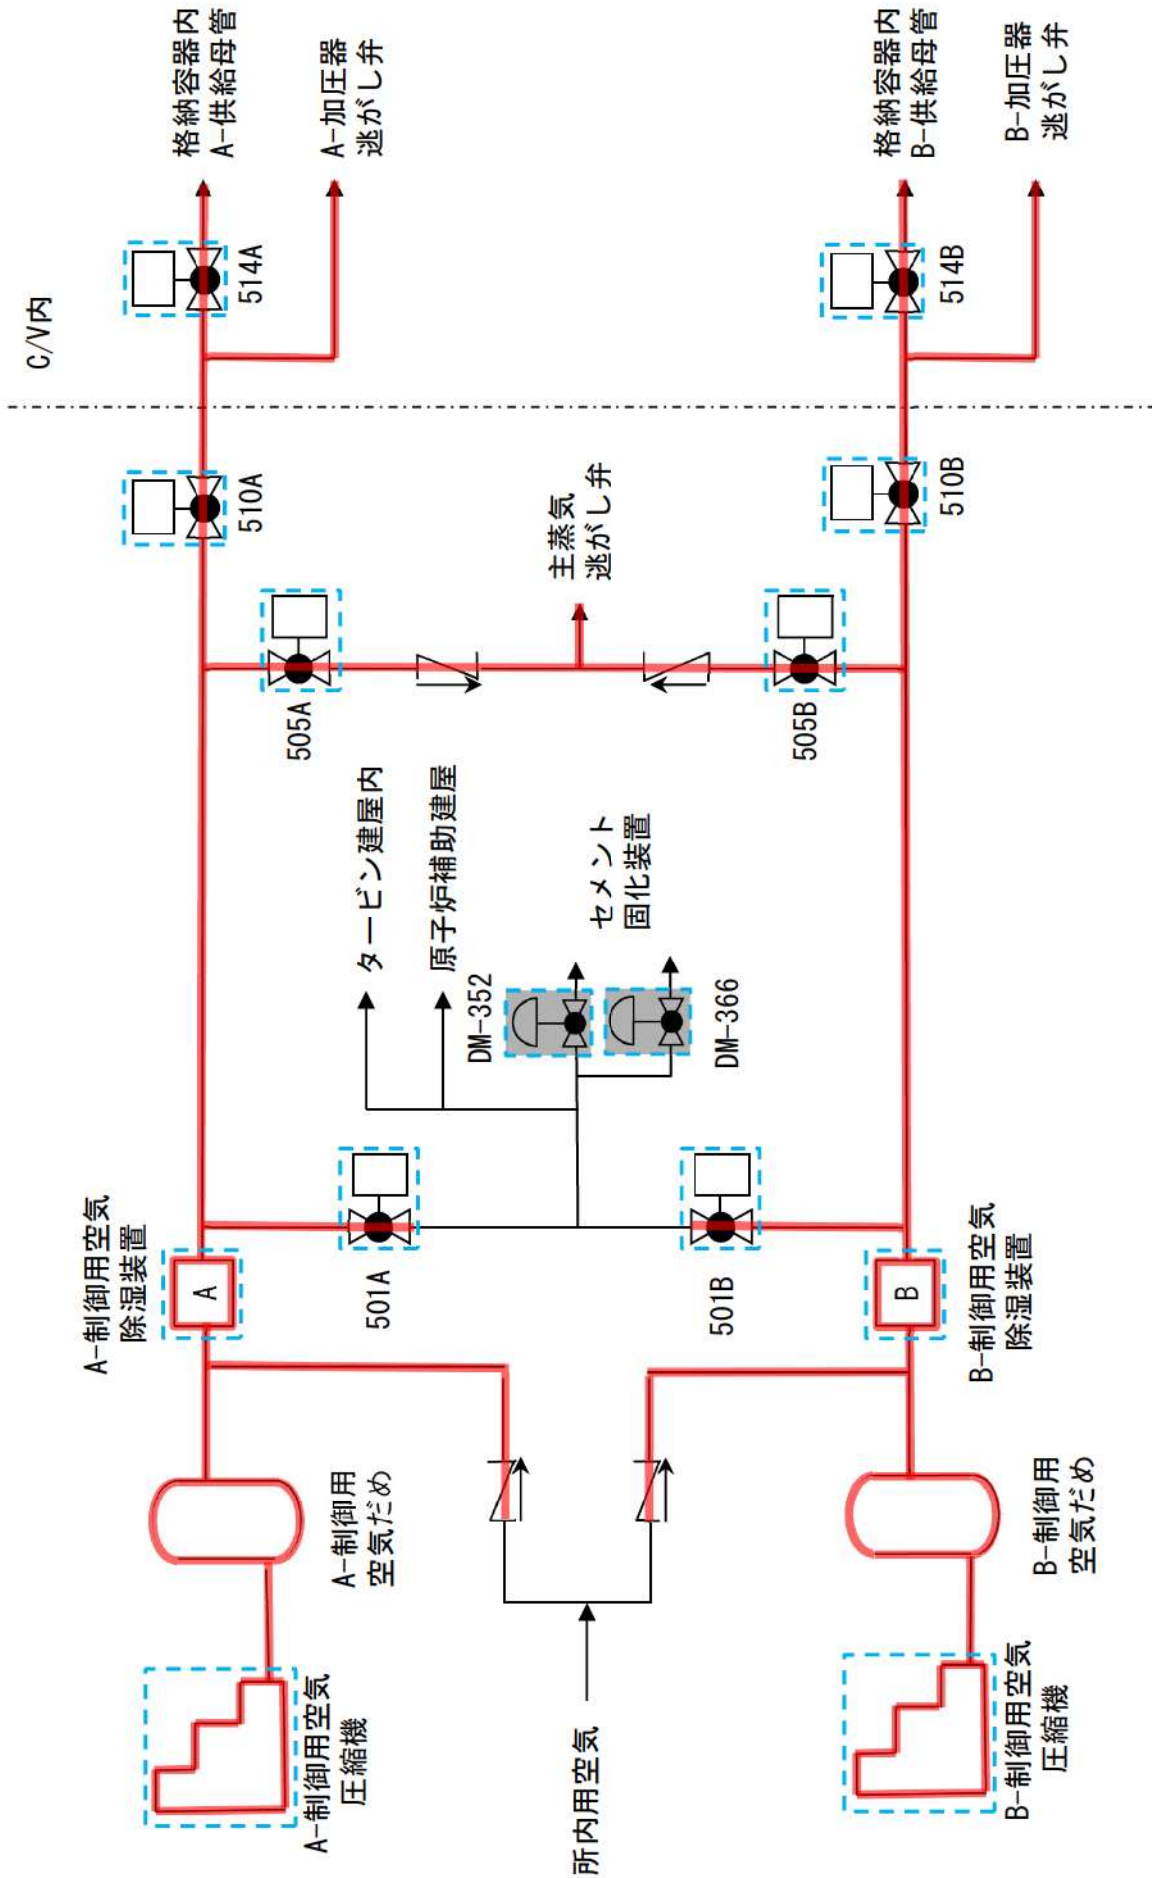 C/V内
格納容器内
A-供給母管
A-加圧器
逃がし弁
格納容器内
B-供給母管
B-加圧器
逃がし弁
514A
514B
510A
510B
主蒸気
逃がし弁
505A
505B
タービン建屋内
原子炉補助建屋
セメント
固化装置
DM-352
DM-366
A-制御用空気
除湿装置
A
501A
501B
B
B-制御用空気
除湿装置
A-制御用
空気だめ
B-制御用
空気だめ
A-制御用空気
圧縮機
所内用空気
B-制御用空気
圧縮機